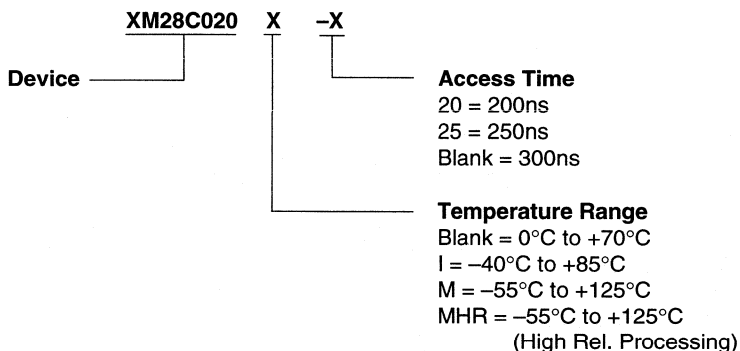 XM28C020 X –X
Device
Access Time
20 = 200ns
25 = 250ns
Blank = 300ns
Temperature Range
Blank = 0°C to +70°C
I = –40°C to +85°C
M = –55°C to +125°C
MHR = –55°C to +125°C
(High Rel. Processing)